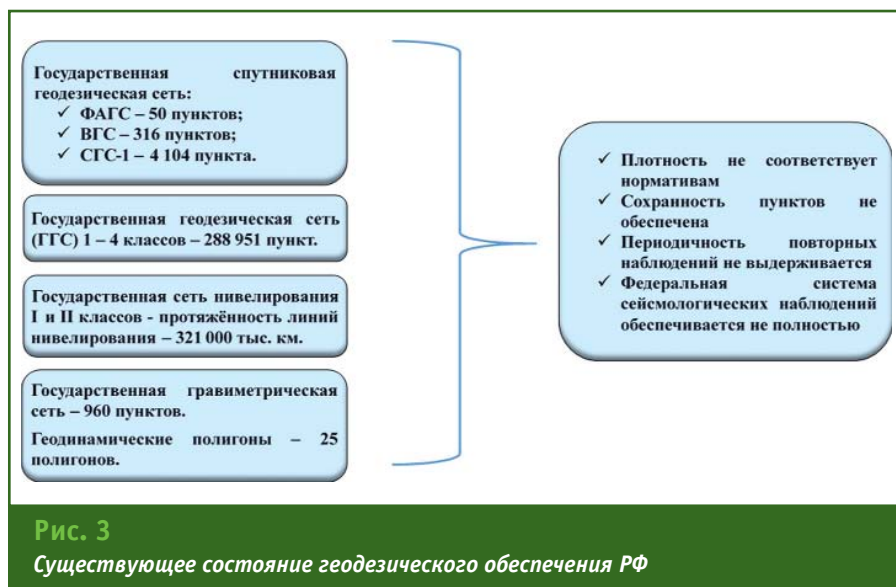 Государственная спутниковая
геодезическая сеть:
✓ ФАГС – 50 пунктов;
✓ ВГС – 316 пунктов;
✓ СГС-1 – 4 104 пункта.
Государственная геодезическая сеть
(ГГС) 1 – 4 классов – 288 951 пункт.
Государственная сеть нивелирования
I и II классов - протяжённость линий
нивелирования – 321 000 тыс. км.
Государственная гравиметрическая
сеть – 960 пунктов.
Геодинамические полигоны – 25
полигонов.
✓ Плотность не соответствует
нормативам
✓ Сохранность пунктов не
обеспечена
✓ Периодичность повторных
наблюдений не выдерживается
✓ Федеральная система
сейсмологических наблюдений
обеспечивается не полностью
Рис. 3
Существующее состояние геодезического обеспечения РФ